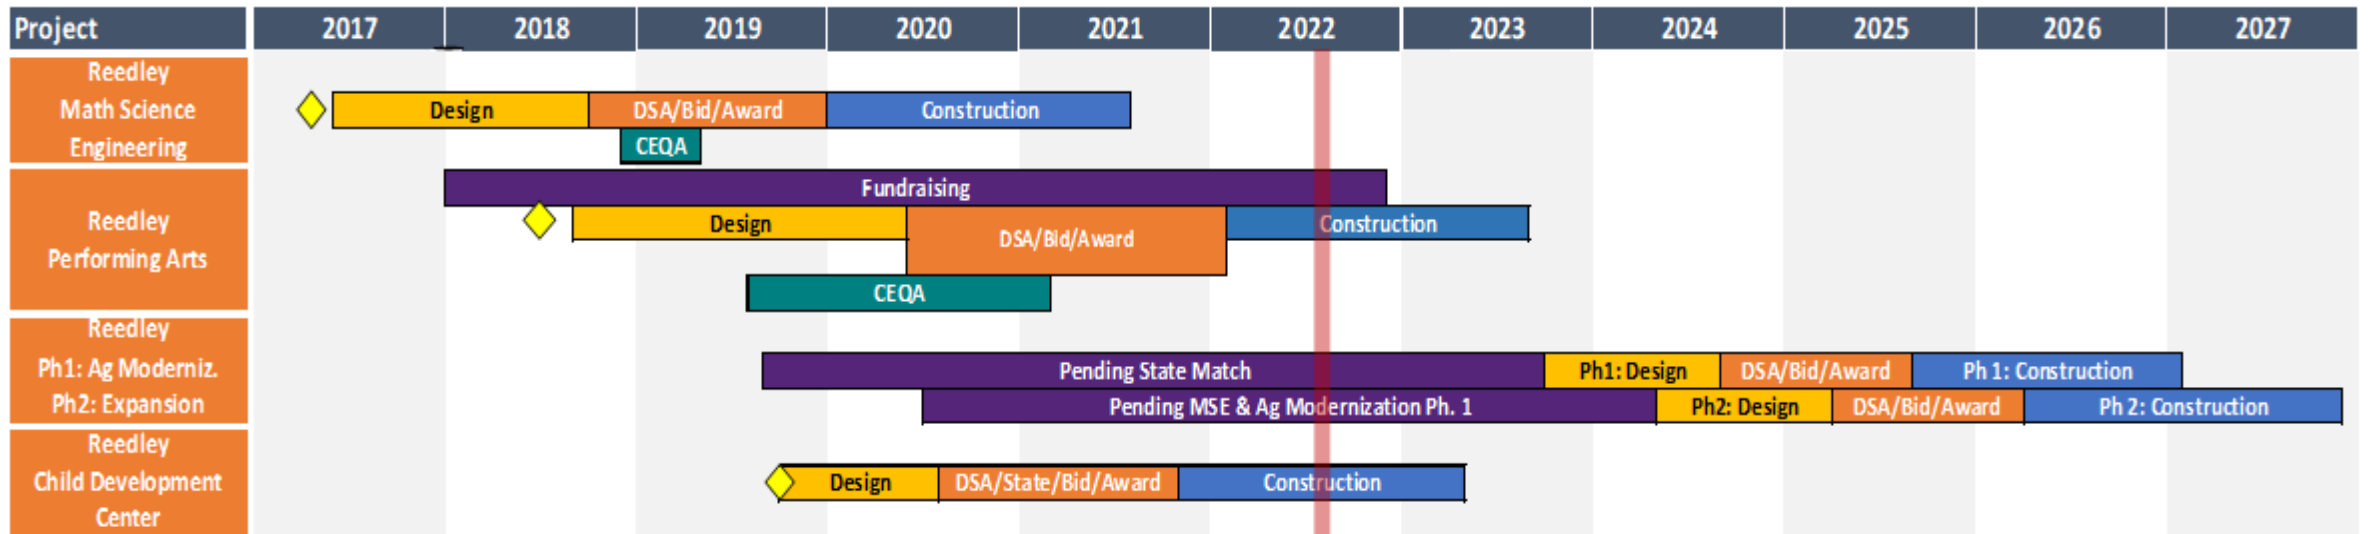 Project 2017 2018 2019 2020 2021 2022 2023 2024 2025 2026 2027
Reedley
Math Science
Engineering
Design DSA/Bid/Award Construction
CEQA
Reedley
Performing Arts
Fundraising
Design DSA/Bid/Award Construction
CEQA
Reedley
Ph1: Ag Moderniz.
Ph2: Expansion
Pending State Match Ph1: Design DSA/Bid/Award Ph 1: Construction
Pending MSE & Ag Modernization Ph. 1 Ph2: Design DSA/Bid/Award Ph 2: Construction
Reedley
Child Development
Center
Design DSA/State/Bid/Award Construction